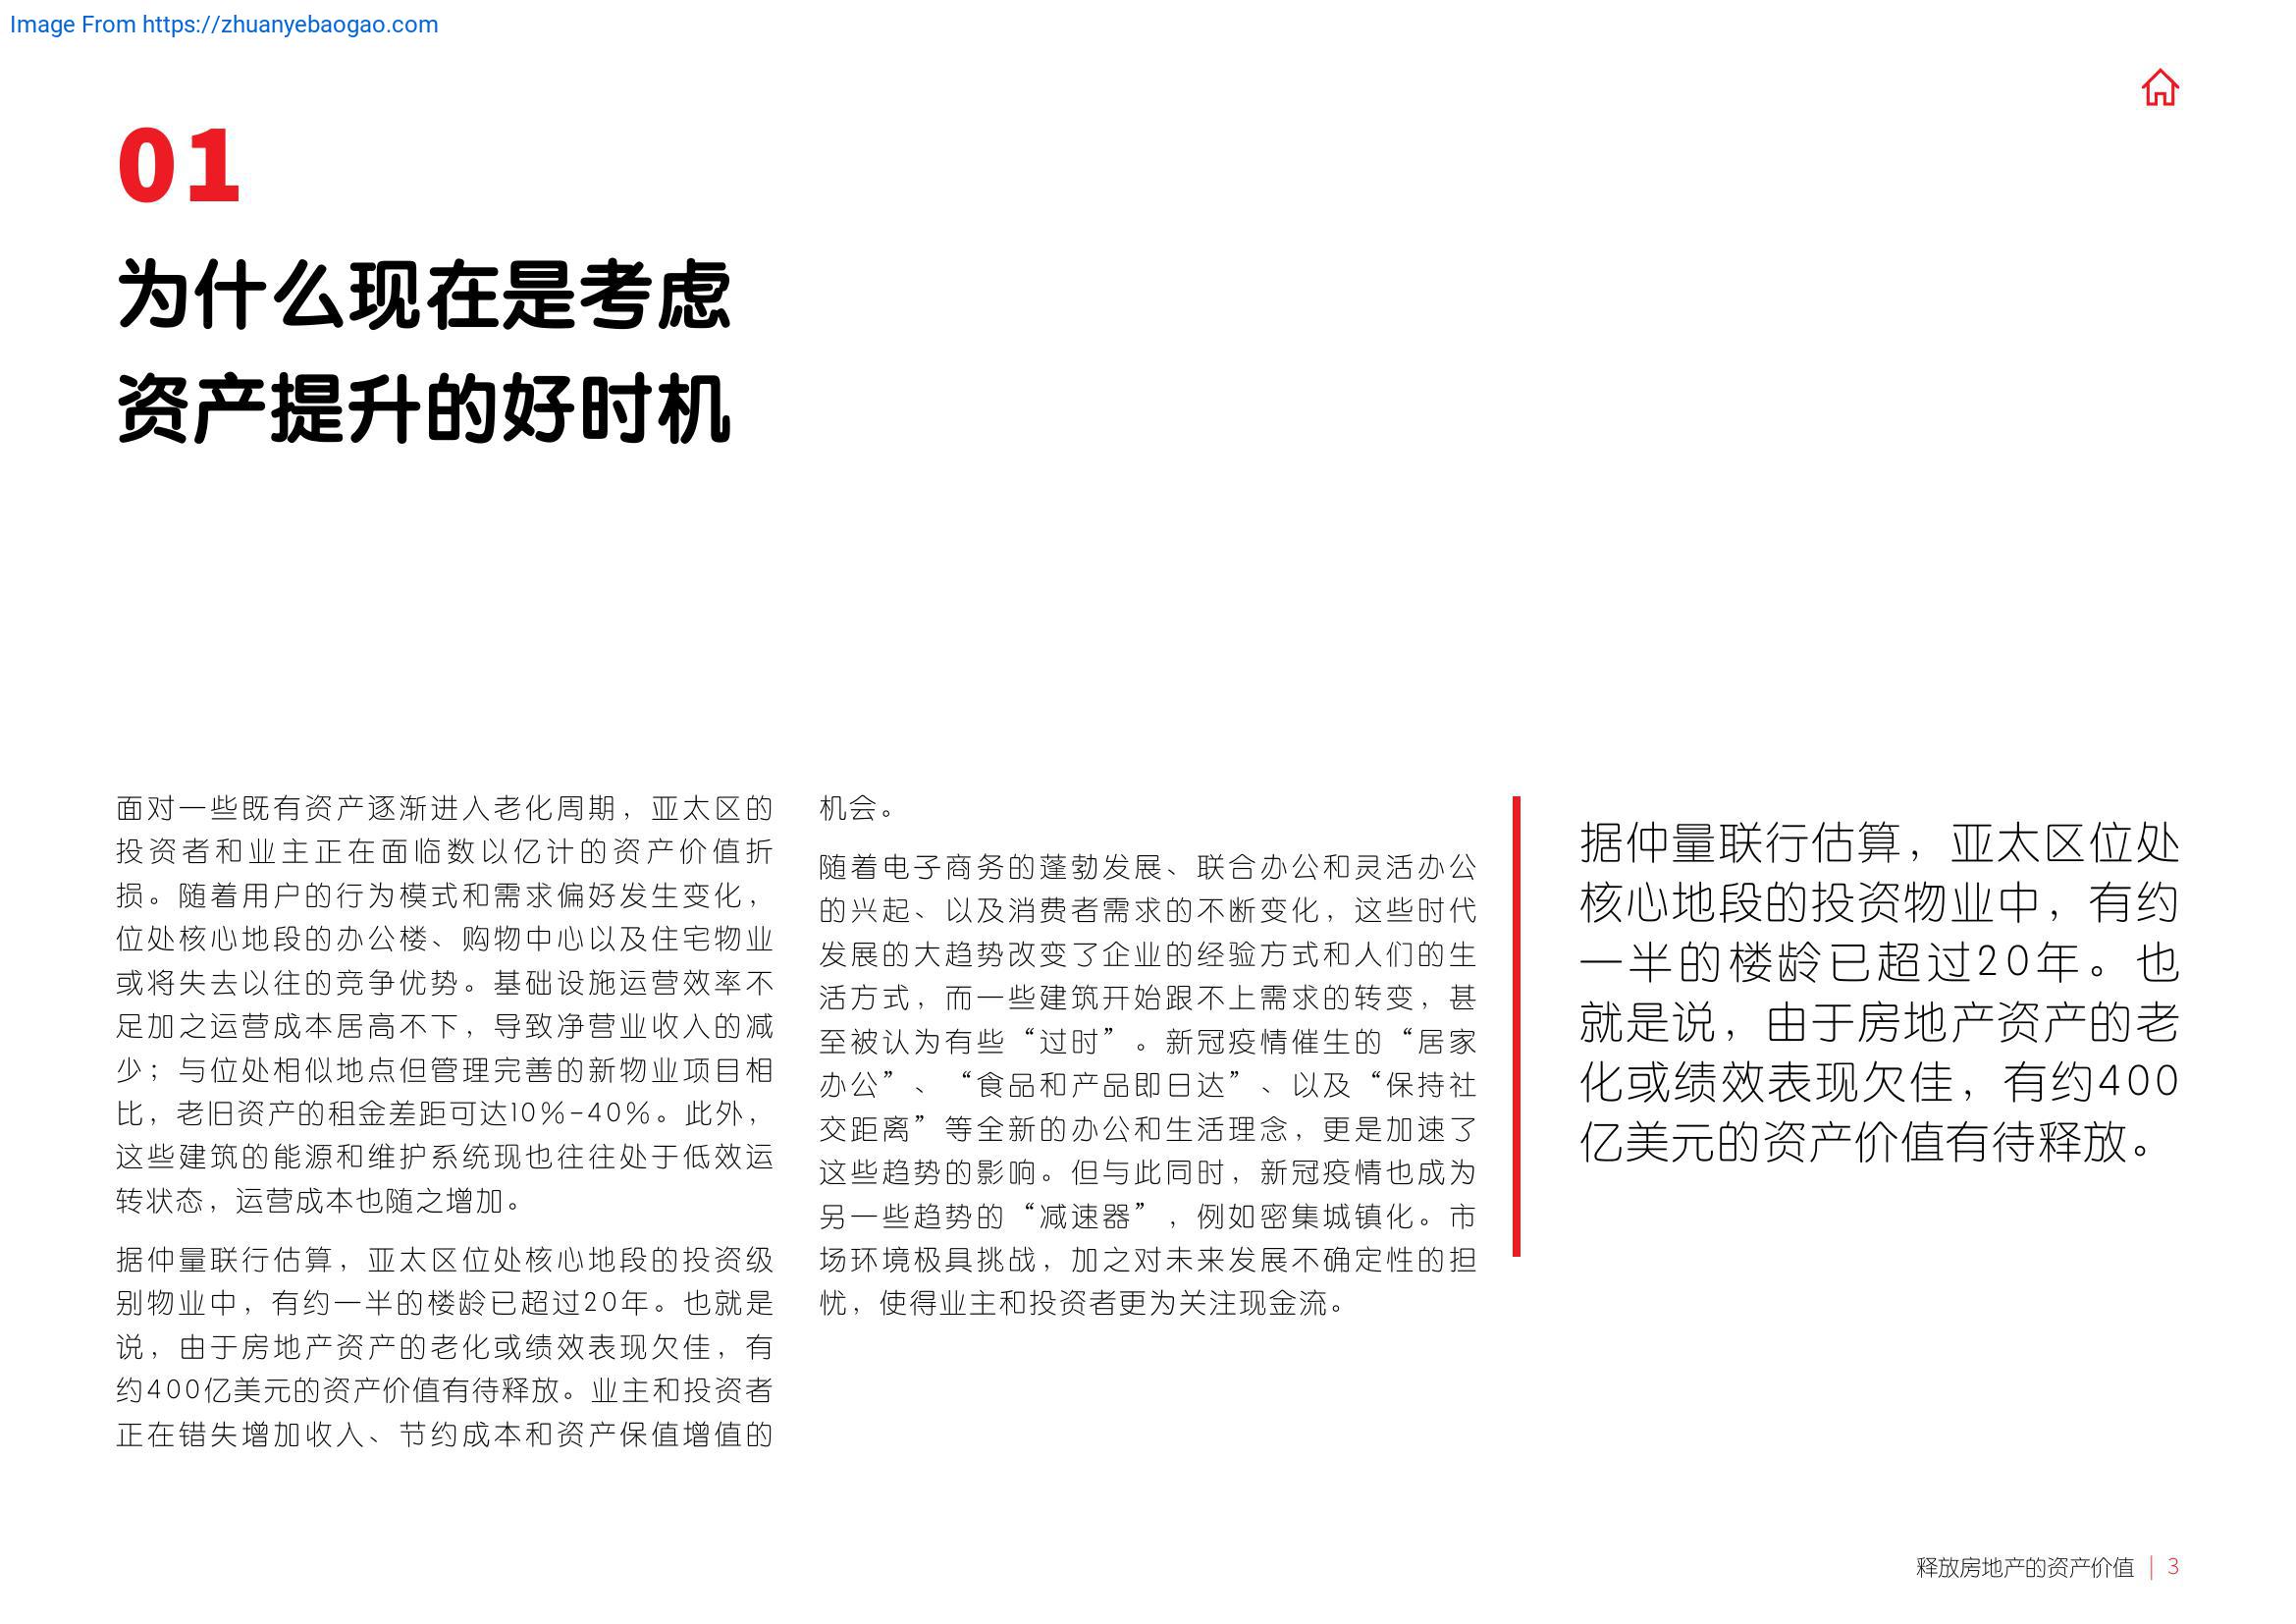 Image From https://zhuanyebaogao.com
01
为什么现在是考虑
资产提升的好时机
面对一些既有资产逐渐进入老化周期，亚太区的
投资者和业主正在面临数以亿计的资产价值折
损。随着用户的行为模式和需求偏好发生变化，
位处核心地段的办公楼、购物中心以及住宅物业
或将失去以往的竞争优势。基础设施运营效率不
足加之运营成本居高不下，导致净营业收入的减
少；与位处相似地点但管理完善的新物业项目相
比，老旧资产的租金差距可达10%-40%。此外，
这些建筑的能源和维护系统现也往往处于低效运
转状态，运营成本也随之增加。
据仲量联行估算，亚太区位处核心地段的投资级
别物业中，有约一半的楼龄已超过20年。也就是
说，由于房地产资产的老化或绩效表现欠佳，有
约400亿美元的资产价值有待释放。业主和投资者
正在错失增加收入、节约成本和资产保值增值的
机会。
随着电子商务的蓬勃发展、联合办公和灵活办公
的兴起、以及消费者需求的不断变化，这些时代
发展的大趋势改变了企业的经验方式和人们的生
活方式，而一些建筑开始跟不上需求的转变，甚
至被认为有些“过时”。新冠疫情催生的“居家
办公”、“食品和产品即日达”、以及“保持社
交距离”等全新的办公和生活理念，更是加速了
这些趋势的影响。但与此同时，新冠疫情也成为
另一些趋势的“减速器”，例如密集城镇化。市
场环境极具挑战，加之对未来发展不确定性的担
忧，使得业主和投资者更为关注现金流。
据仲量联行估算，亚太区位处
核心地段的投资物业中，有约
一半的楼龄已超过20年。也
就是说，由于房地产资产的老
化或绩效表现欠佳，有约400
亿美元的资产价值有待释放。
释放房地产的资产价值 | 3